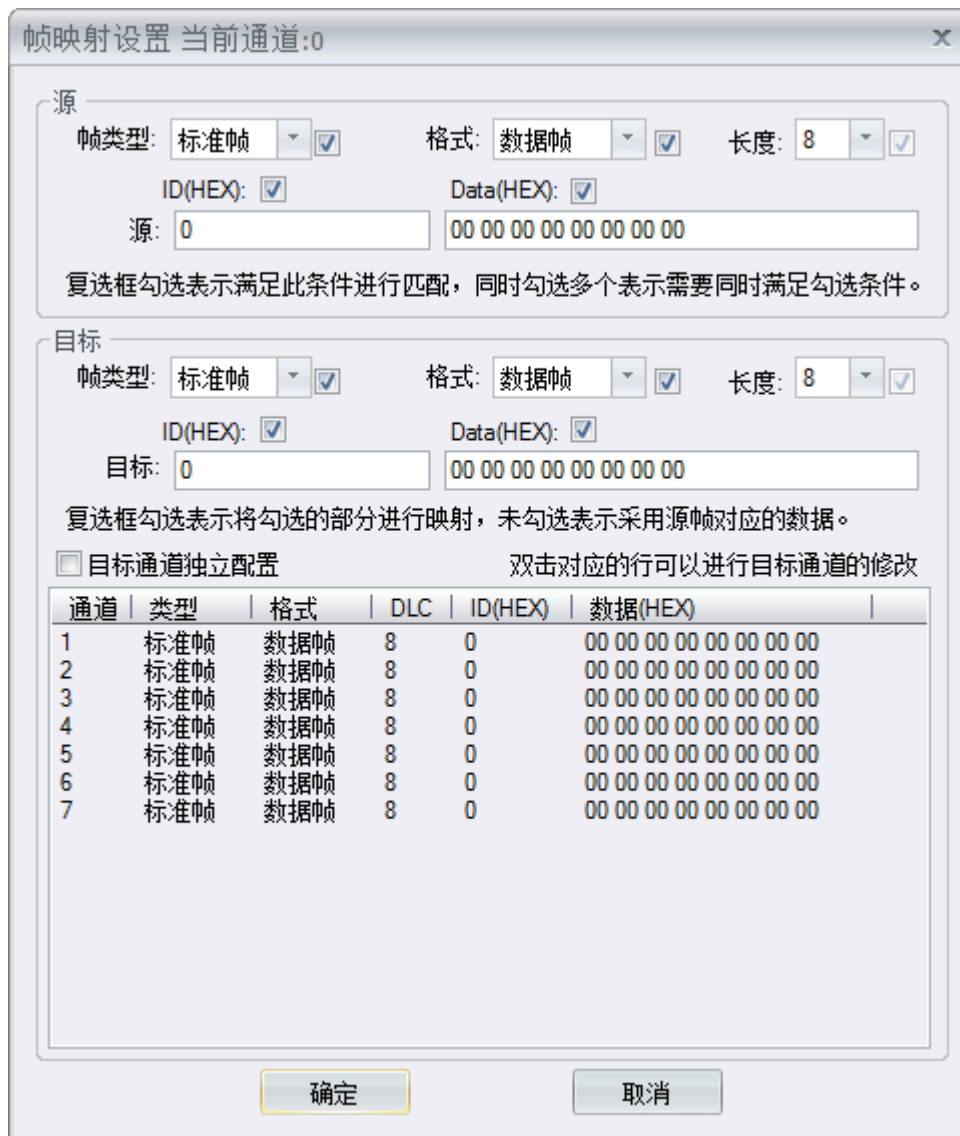 帧映射设置 当前通道:0
源
帧类型: 标准帧 格式: 数据帧 长度: 8
ID(HEX): Data(HEX):
源: 0 00 00 00 00 00 00 00 00
复选框勾选表示满足此条件进行匹配，同时勾选多个表示需要同时满足勾选条件。
目标
帧类型: 标准帧 格式: 数据帧 长度: 8
ID(HEX): Data(HEX):
目标: 0 00 00 00 00 00 00 00 00
复选框勾选表示将勾选的部分进行映射，未勾选表示采用源帧对应的数据。
目标通道独立配置 双击对应的行可以进行目标通道的修改
通道 类型 格式 DLC ID(HEX) 数据(HEX)
1 标准帧 数据帧 8 0 00 00 00 00 00 00 00 00
2 标准帧 数据帧 8 0 00 00 00 00 00 00 00 00
3 标准帧 数据帧 8 0 00 00 00 00 00 00 00 00
4 标准帧 数据帧 8 0 00 00 00 00 00 00 00 00
5 标准帧 数据帧 8 0 00 00 00 00 00 00 00 00
6 标准帧 数据帧 8 0 00 00 00 00 00 00 00 00
7 标准帧 数据帧 8 0 00 00 00 00 00 00 00 00
确定 取消